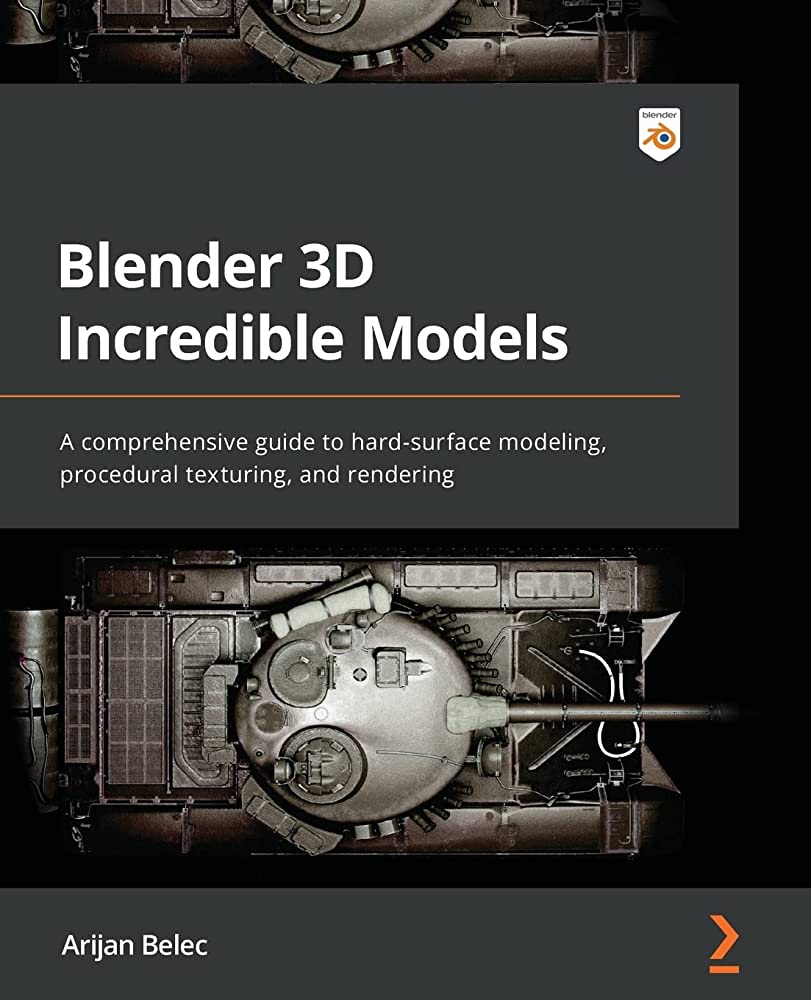 blender
Blender 3D
Incredible Models
A comprehensive guide to hard-surface modeling,
procedural texturing, and rendering
Arijan Belec